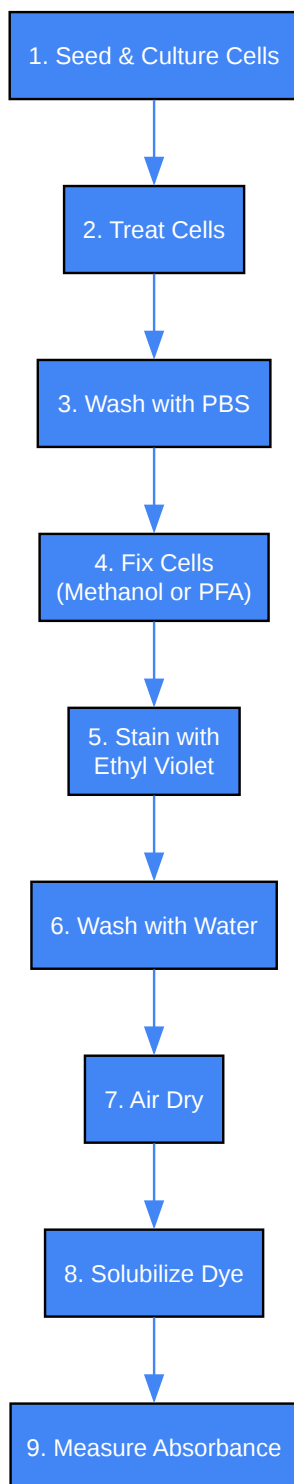 1. Seed & Culture Cells
2. Treat Cells
3. Wash with PBS
4. Fix Cells
(Methanol or PFA)
5. Stain with
Ethyl Violet
6. Wash with Water
7. Air Dry
8. Solubilize Dye
9. Measure Absorbance